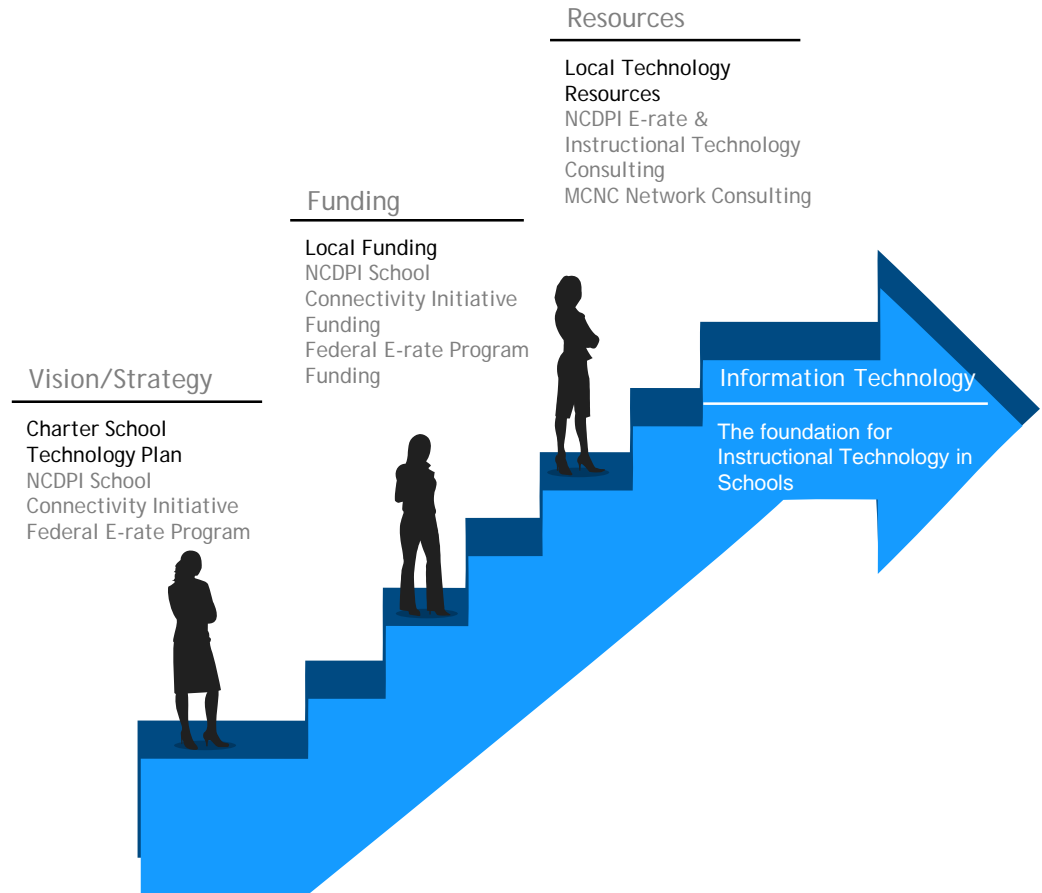 Resources
Local Technology
Resources
NCDPI E-rate &
Instructional Technology
Consulting
MCNC Network Consulting
Funding
Local Funding
NCDPI School
Connectivity Initiative
Funding
Federal E-rate Program
Funding
Vision/Strategy
Charter School
Technology Plan
NCDPI School
Connectivity Initiative
Federal E-rate Program
Information Technology
The foundation for
Instructional Technology in
Schools